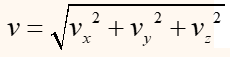 v = √(vₓ² + v_y² + v_z²)